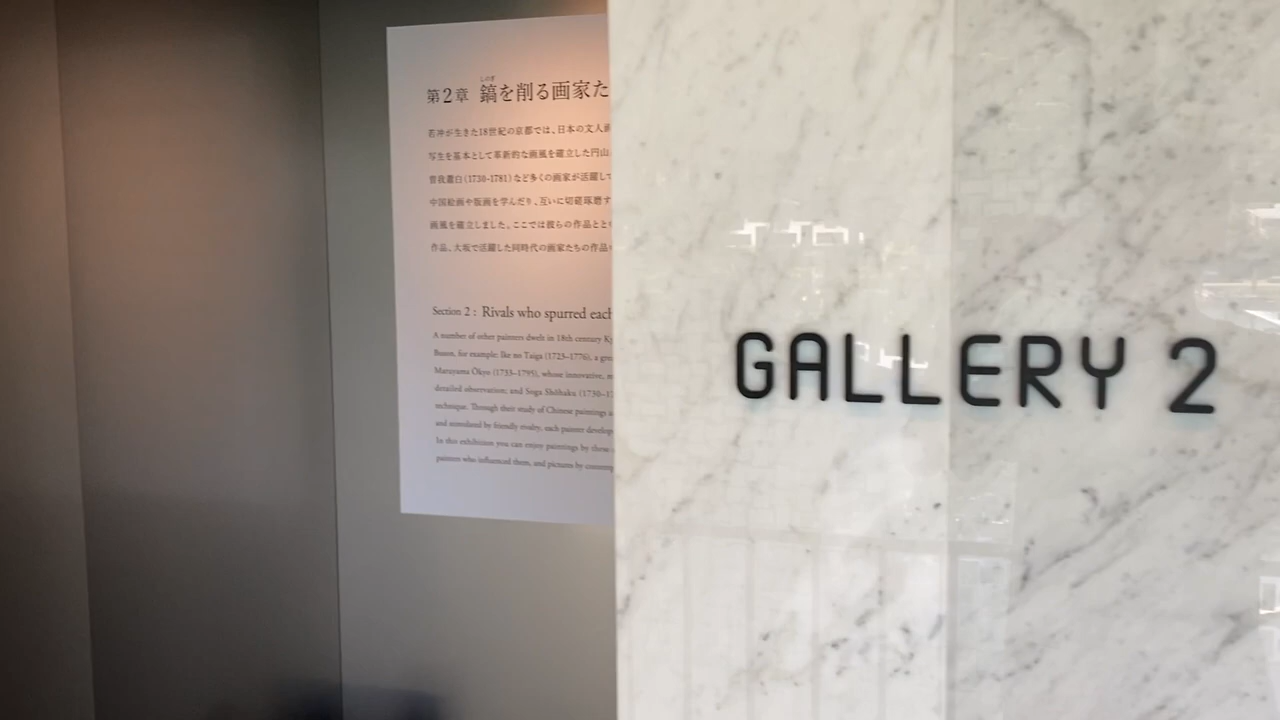 しのぎ
第2章 鎬を削る画家た
若冲が生きた18世紀の京都では、日本の文人画
写生を基本として革新的な画風を確立した円山
曾我蕭白(1730-1781)など多くの画家が活躍して
中国絵画や版画を学んだり、互いに切磋琢磨す
画風を確立しました。ここでは彼らの作品とと
作品、大坂で活躍した同時代の画家たちの作品
Section 2 : Rivals who spurred each
A number of other painters dwelt in 18th century
Buson, for example; Ike no Taiga (1723–1776), a
Maruyama Ōkyo (1733–1795), whose innovative,
detailed observation; and Soga Shōhaku (1730–
technique. Through their study of Chinese paintings
and stimulated by friendly rivalry, each painter
In this exhibition you can enjoy paintings by these
painters who influenced them, and pictures by
GALLERY 2